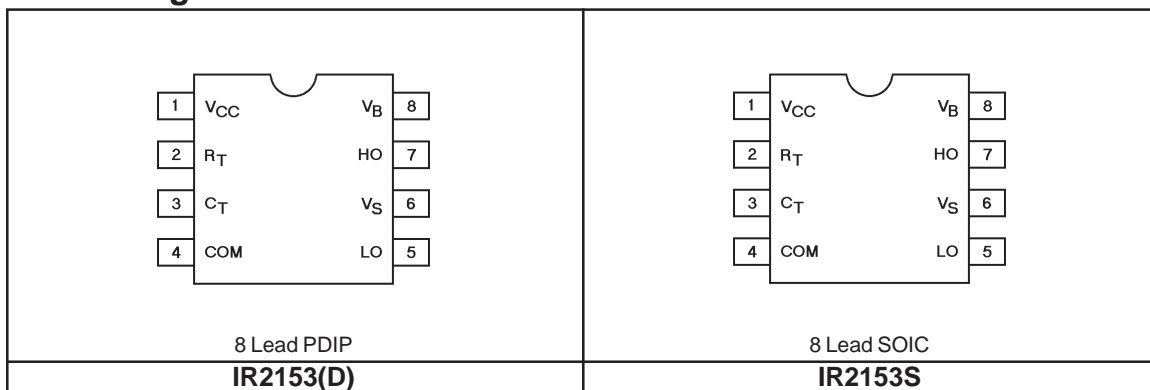 1 VCC VB 8
2 RT HO 7
3 CT VS 6
4 COM LO 5
8 Lead PDIP
IR2153(D)
1 VCC VB 8
2 RT HO 7
3 CT VS 6
4 COM LO 5
8 Lead SOIC
IR2153S